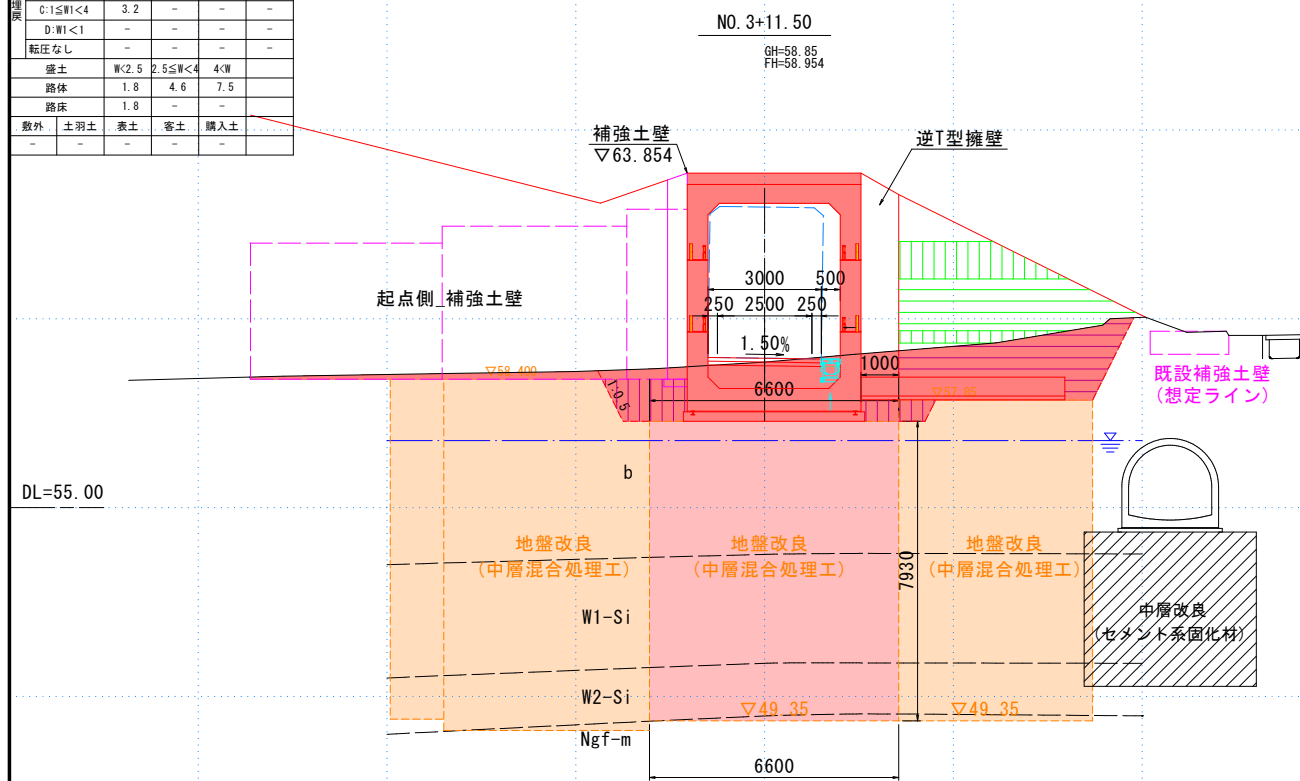 埋戻
C:1≦W1<4 3.2 - - -
D:W1<1 - - - -
転圧なし - - - -
盛土 W<2.5 2.5≦W<4 4<W
路体 1.8 4.6 7.5
路床 1.8 - -
敷外 土羽土 表土 客土 購入土
- - - - -
NO.3+11.50
GH=58.85
FH=58.954
補強土壁
▽63.854
逆T型擁壁
起点側_補強土壁
3000 500
250 2500 250
1.50%
▽58.400
1000
1:0.5
6600
▽57.85
既設補強土壁
(想定ライン)
b
DL=55.00
地盤改良
(中層混合処理工)
地盤改良
(中層混合処理工)
地盤改良
(中層混合処理工)
7930
W1-Si
中層改良
(セメント系固化材)
W2-Si
▽49.35
▽49.35
Ngf-m
6600